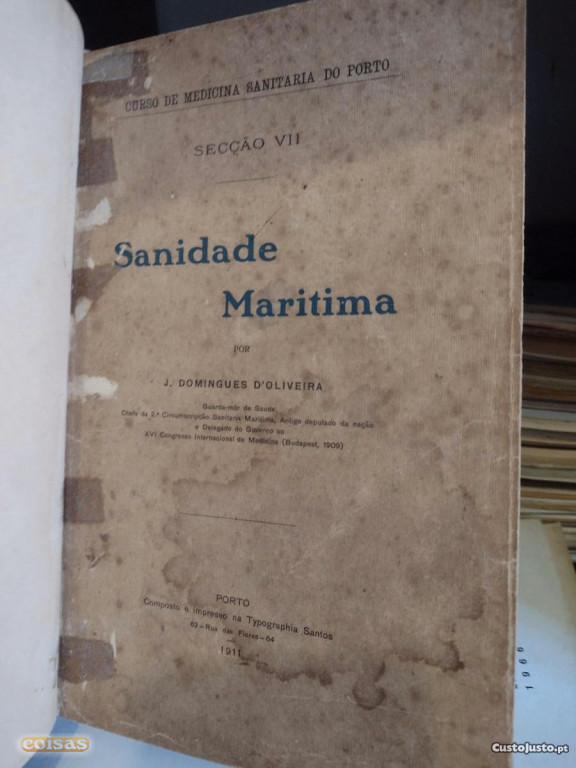 CURSO DE MEDICINA SANITARIA DO PORTO
SECÇÃO VII
Sanidade
Maritima
POR
J. DOMINGUES D'OLIVEIRA
Guarda-mór de Saude
Chefe da 2.ª Circumscripção Sanitaria Maritima, Antigo deputado da nação
e Delegado do Governo ao
XVI Congresso Internacional de Medicina (Budapest, 1909)
PORTO
Composto e impresso na Typographia Santos
62-Rua das Flores-64
1911
1966
coisas
CustoJusto.pt